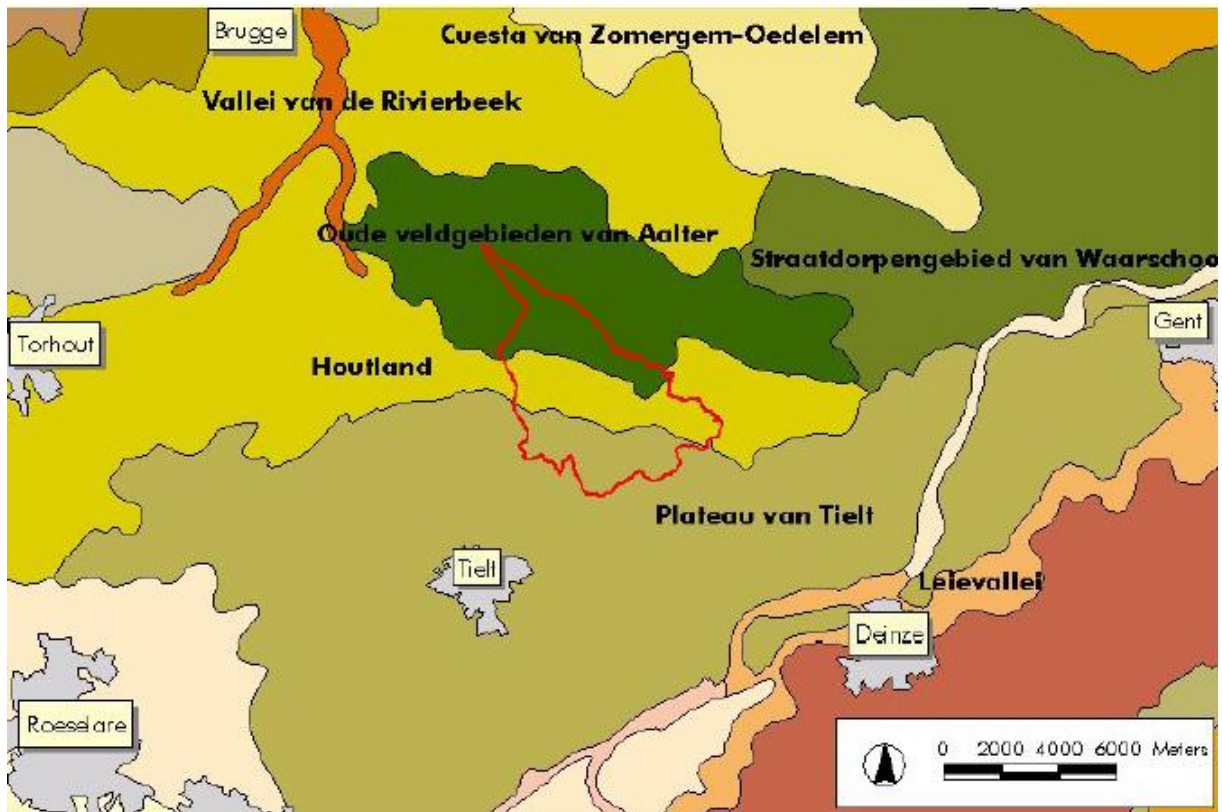 Brugge
Cuesta van Zomergem-Oedelem
Vallei van de Rivierbeek
Oude veldgebieden van Aalter
Straatdorpengebied van Waarschoo
Gent
Torhout
Houtland
Plateau van Tielt
Tielt
Leievallei
Deinze
Roeselare
0 2000 4000 6000 Meters